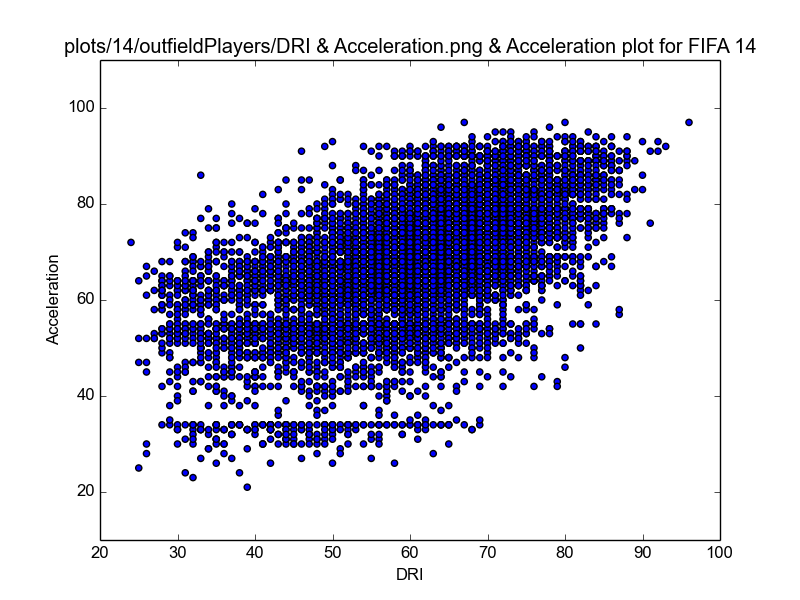 plots/14/outfieldPlayers/DRI & Acceleration.png & Acceleration plot for FIFA 14
100
80
60
40
20
Acceleration
20 30 40 50 60 70 80 90 100
DRI